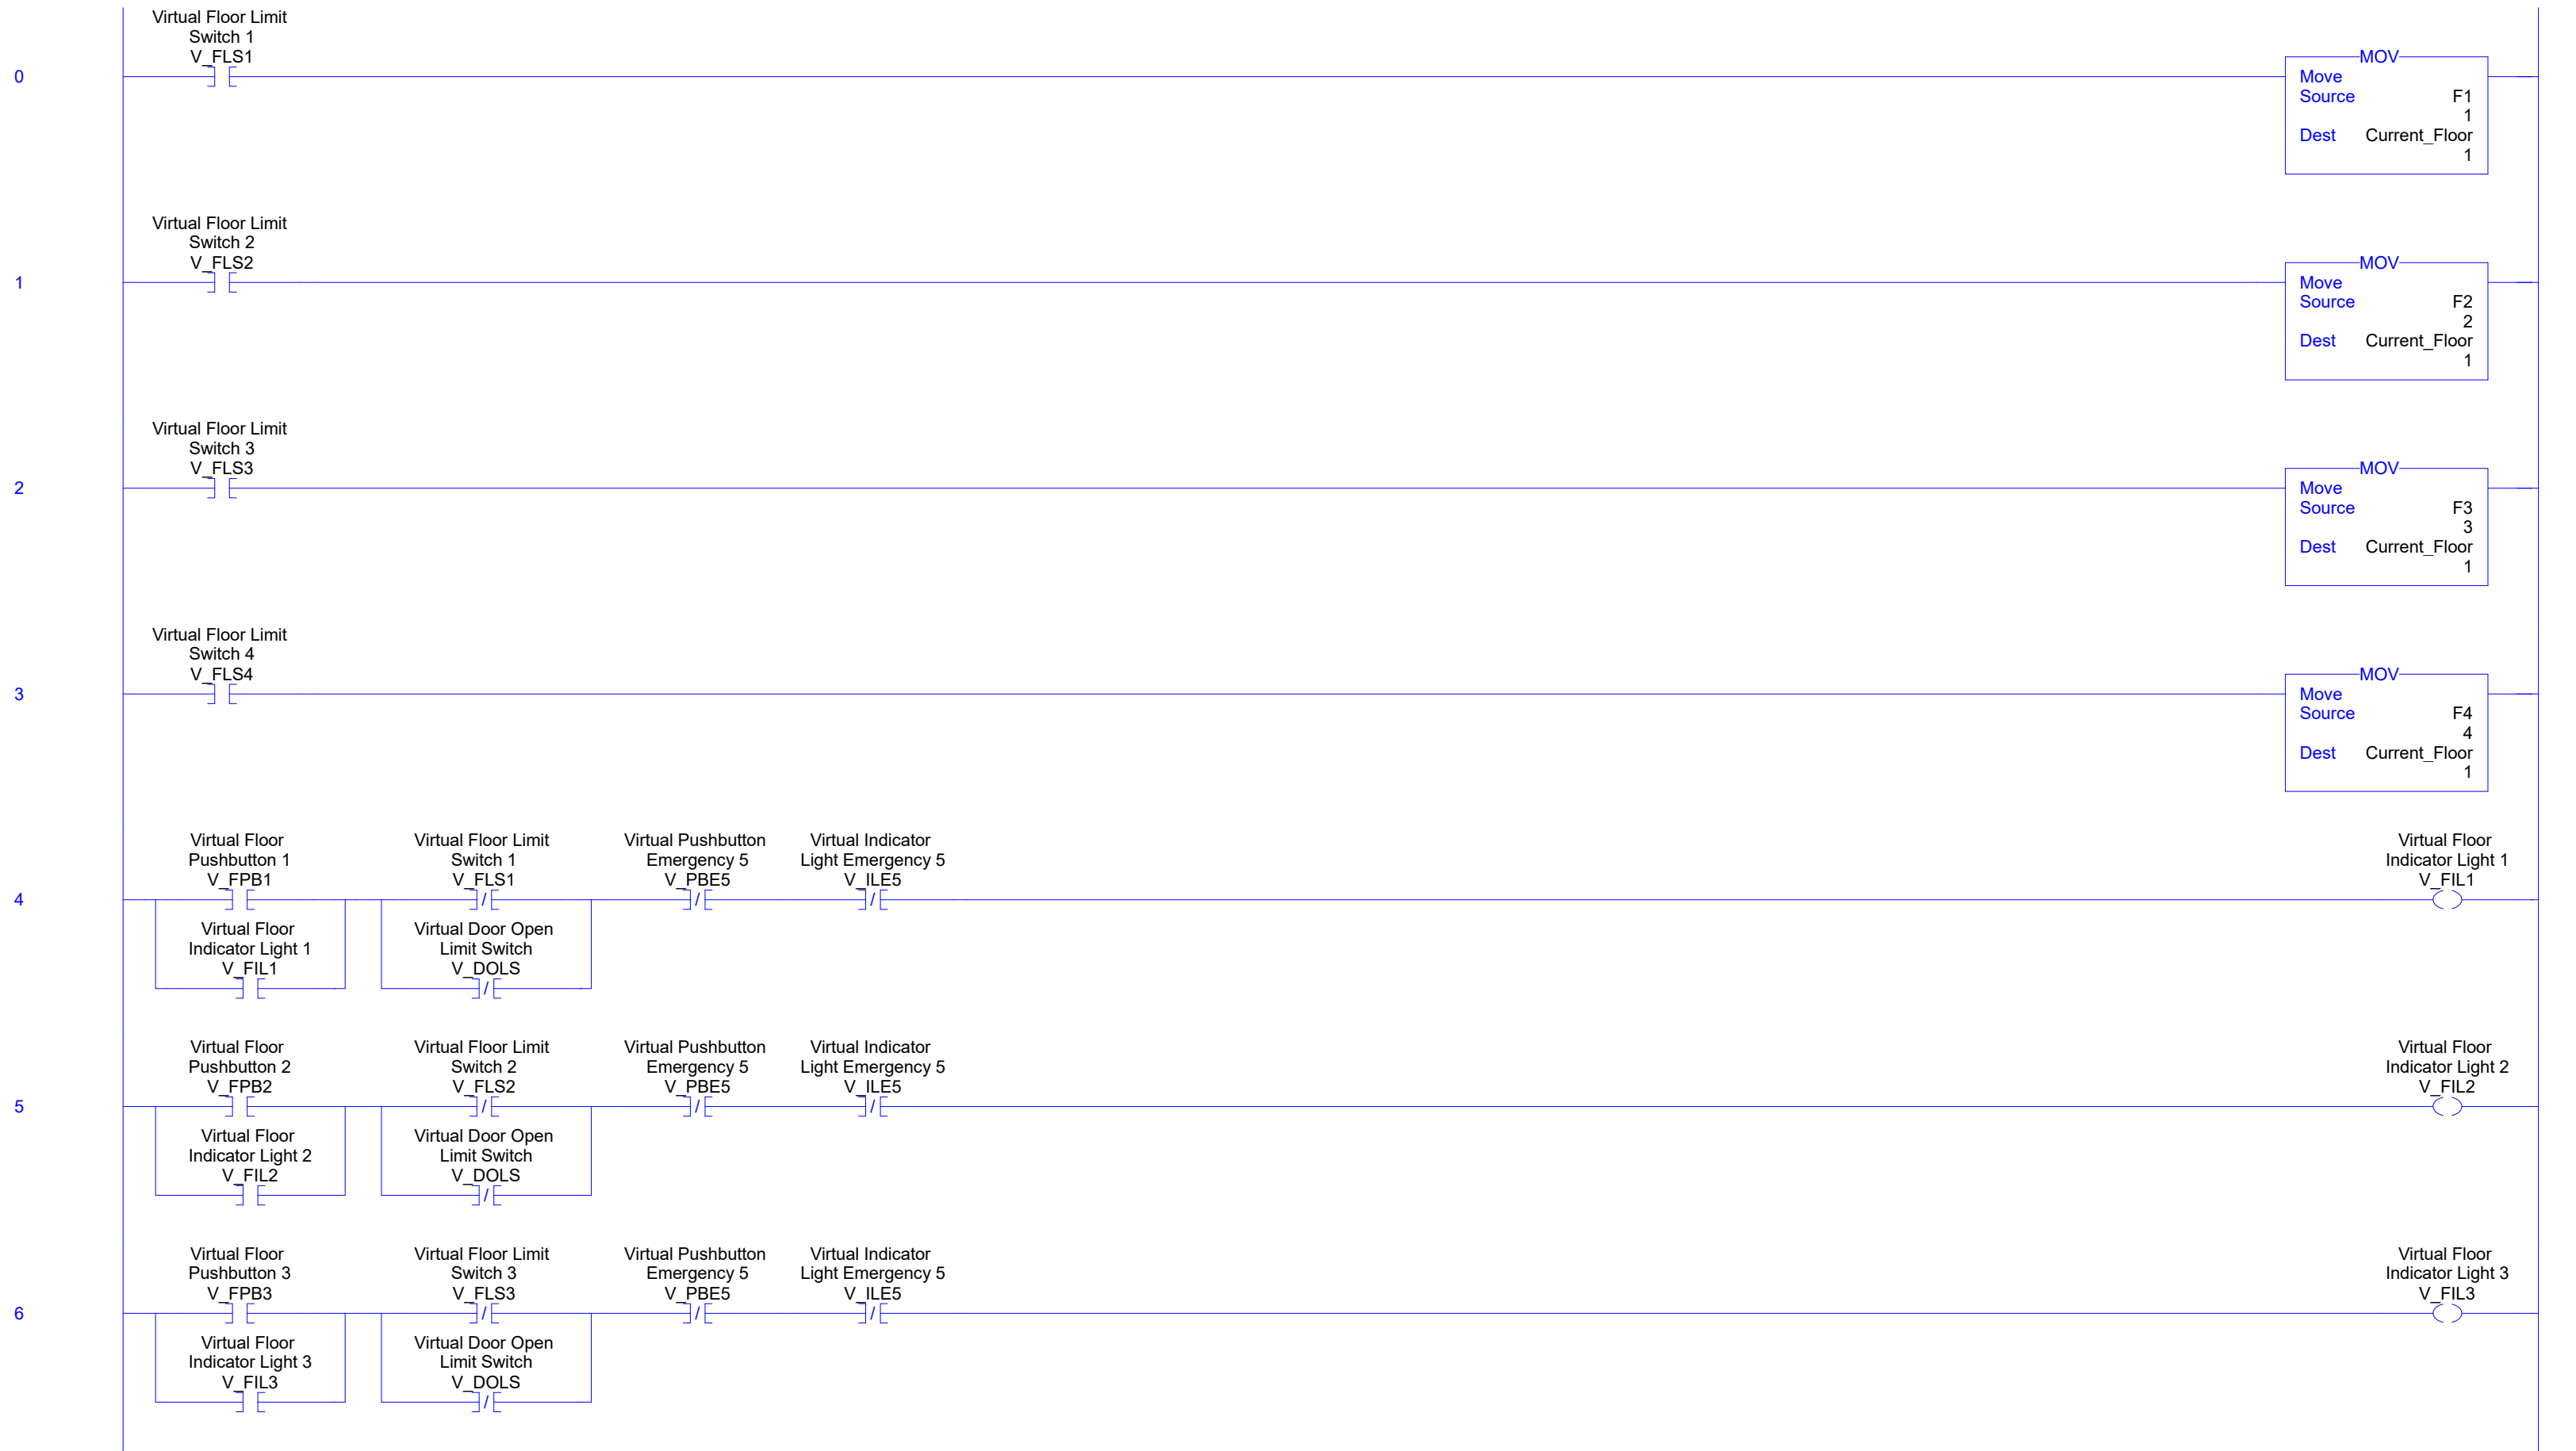 Virtual Floor Limit
Switch 1
V_FLS1
0
MOV
Move
Source F1
1
Dest Current_Floor
1
Virtual Floor Limit
Switch 2
V_FLS2
1
MOV
Move
Source F2
2
Dest Current_Floor
1
Virtual Floor Limit
Switch 3
V_FLS3
2
MOV
Move
Source F3
3
Dest Current_Floor
1
Virtual Floor Limit
Switch 4
V_FLS4
3
MOV
Move
Source F4
4
Dest Current_Floor
1
Virtual Floor Virtual Floor Limit Virtual Pushbutton Virtual Indicator Virtual Floor
Pushbutton 1 Switch 1 Emergency 5 Light Emergency 5 Indicator Light 1
V_FPB1 V_FLS1 V_PBE5 V_ILE5 V_FIL1
4
Virtual Floor Virtual Door Open
Indicator Light 1 Limit Switch
V_FIL1 V_DOLS
Virtual Floor Virtual Floor Limit Virtual Pushbutton Virtual Indicator Virtual Floor
Pushbutton 2 Switch 2 Emergency 5 Light Emergency 5 Indicator Light 2
V_FPB2 V_FLS2 V_PBE5 V_ILE5 V_FIL2
5
Virtual Floor Virtual Door Open
Indicator Light 2 Limit Switch
V_FIL2 V_DOLS
Virtual Floor Virtual Floor Limit Virtual Pushbutton Virtual Indicator Virtual Floor
Pushbutton 3 Switch 3 Emergency 5 Light Emergency 5 Indicator Light 3
V_FPB3 V_FLS3 V_PBE5 V_ILE5 V_FIL3
6
Virtual Floor Virtual Door Open
Indicator Light 3 Limit Switch
V_FIL3 V_DOLS